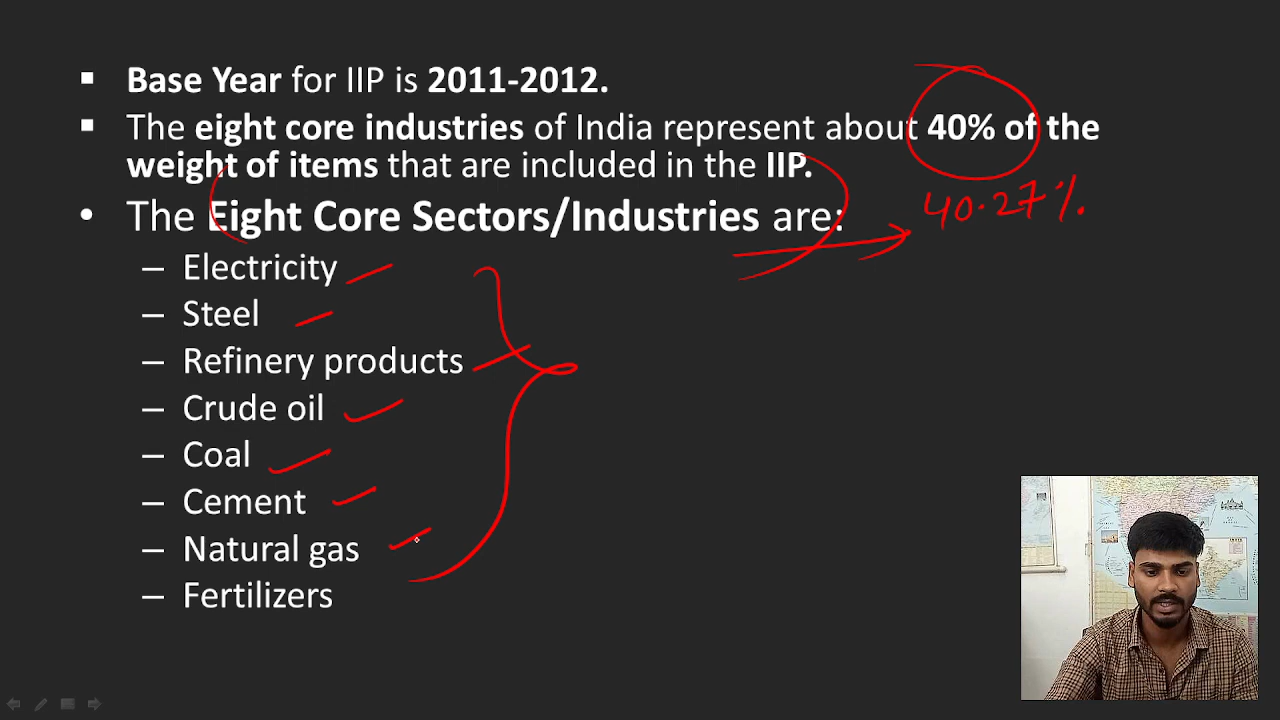 ▪ Base Year for IIP is 2011-2012.
▪ The eight core industries of India represent about 40% of the
weight of items that are included in the IIP.
40.27%
• The Eight Core Sectors/Industries are:
– Electricity
– Steel
– Refinery products
– Crude oil
– Coal
– Cement
– Natural gas
– Fertilizers